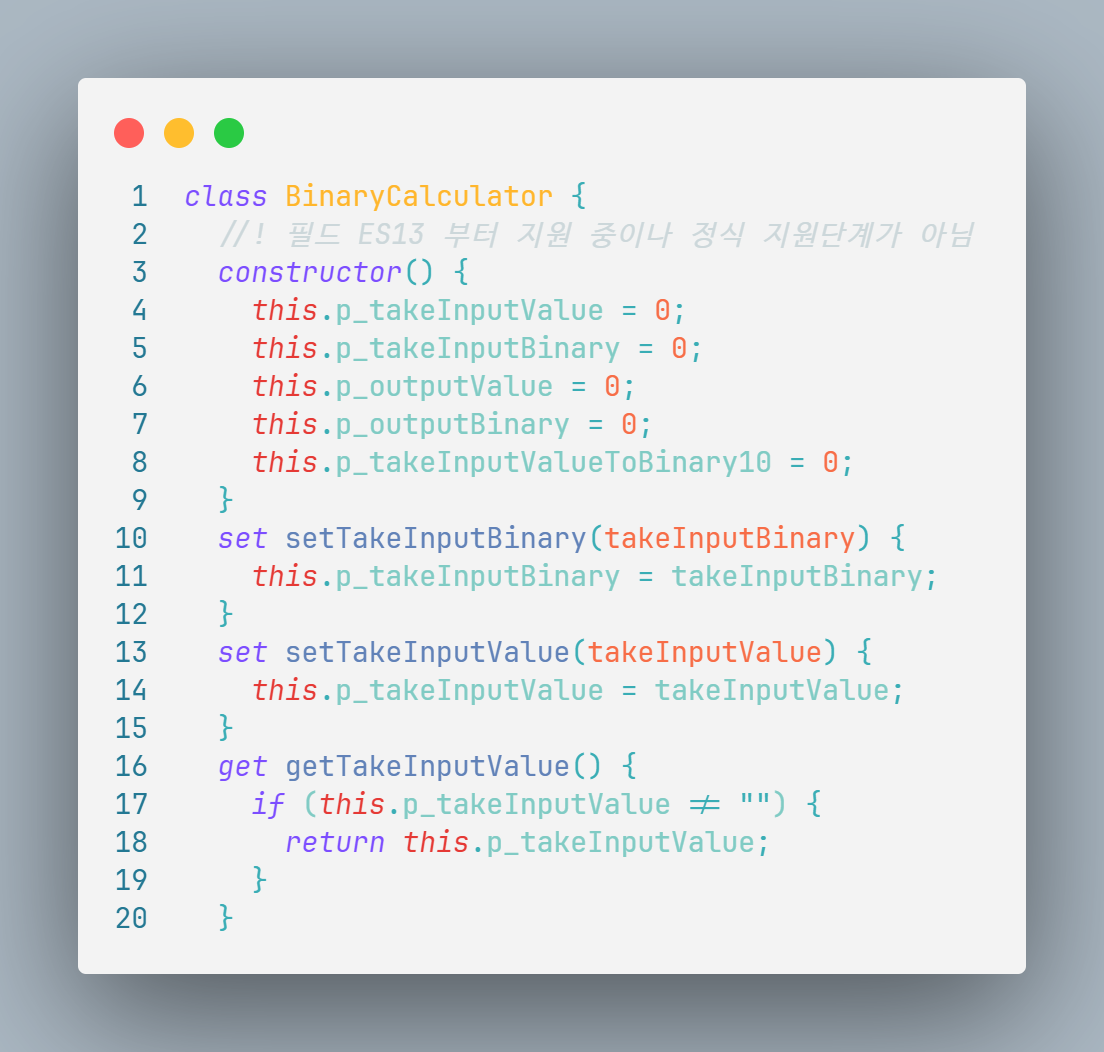 1 class BinaryCalculator {
2 //! 필드 ES13 부터 지원 중이나 정식 지원단계가 아님
3 constructor() {
4 this.p_takeInputValue = 0;
5 this.p_takeInputBinary = 0;
6 this.p_outputValue = 0;
7 this.p_outputBinary = 0;
8 this.p_takeInputValueToBinary10 = 0;
9 }
10 set setTakeInputBinary(takeInputBinary) {
11 this.p_takeInputBinary = takeInputBinary;
12 }
13 set setTakeInputValue(takeInputValue) {
14 this.p_takeInputValue = takeInputValue;
15 }
16 get getTakeInputValue() {
17 if (this.p_takeInputValue != "") {
18 return this.p_takeInputValue;
19 }
20 }